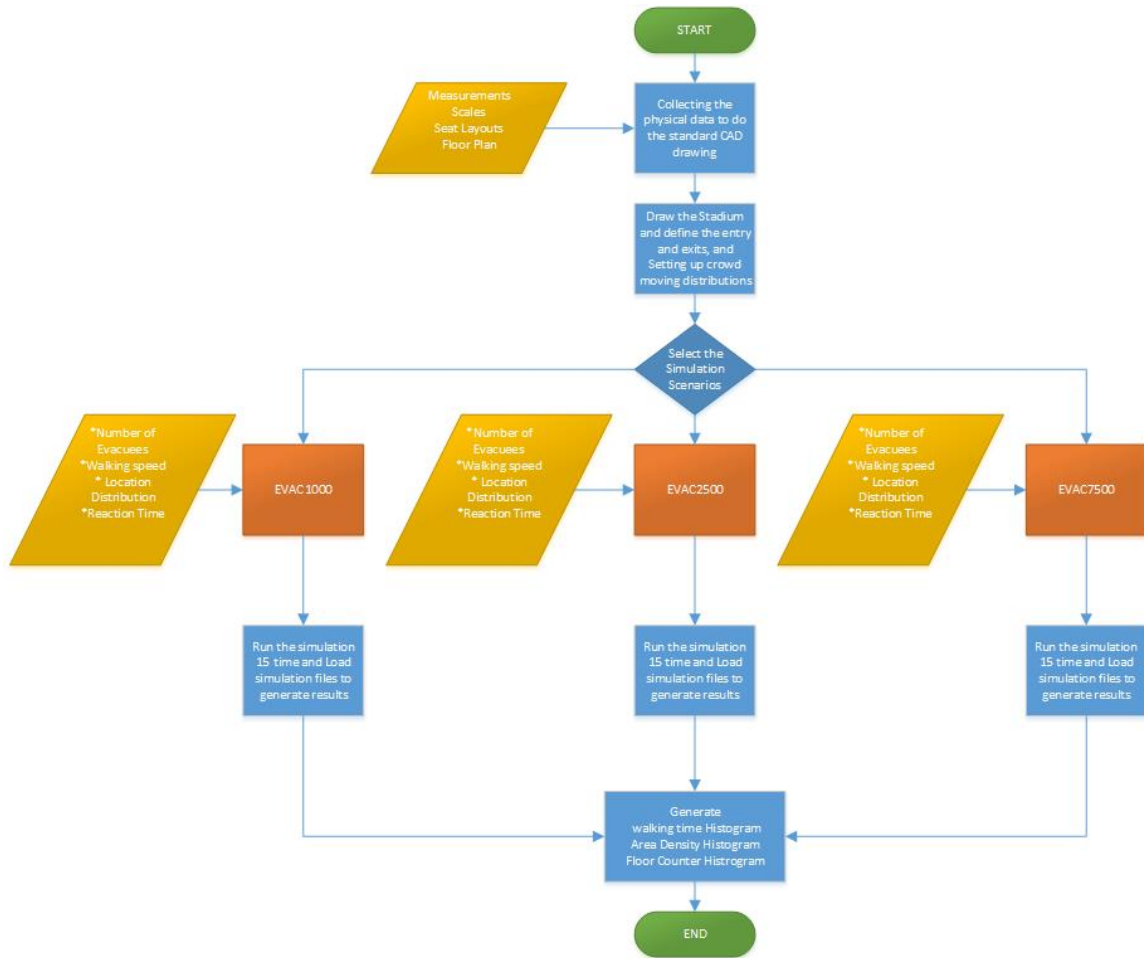 START
Measurements
Scales
Seat Layouts
Floor Plan
Collecting the
physical data to do
the standard CAD
drawing
Draw the Stadium
and define the entry
and exits, and
Setting up crowd
moving distributions
Select the
Simulation
Scenarios
*Number of
Evacuees
*Walking speed
* Location
Distribution
*Reaction Time
EVAC1000
*Number of
Evacuees
*Walking speed
* Location
Distribution
*Reaction Time
EVAC2500
*Number of
Evacuees
*Walking speed
* Location
Distribution
*Reaction Time
EVAC7500
Run the simulation
15 time and Load
simulation files to
generate results
Run the simulation
15 time and Load
simulation files to
generate results
Run the simulation
15 time and Load
simulation files to
generate results
Generate
walking time Histogram
Area Density Histogram
Floor Counter Histrogram
END